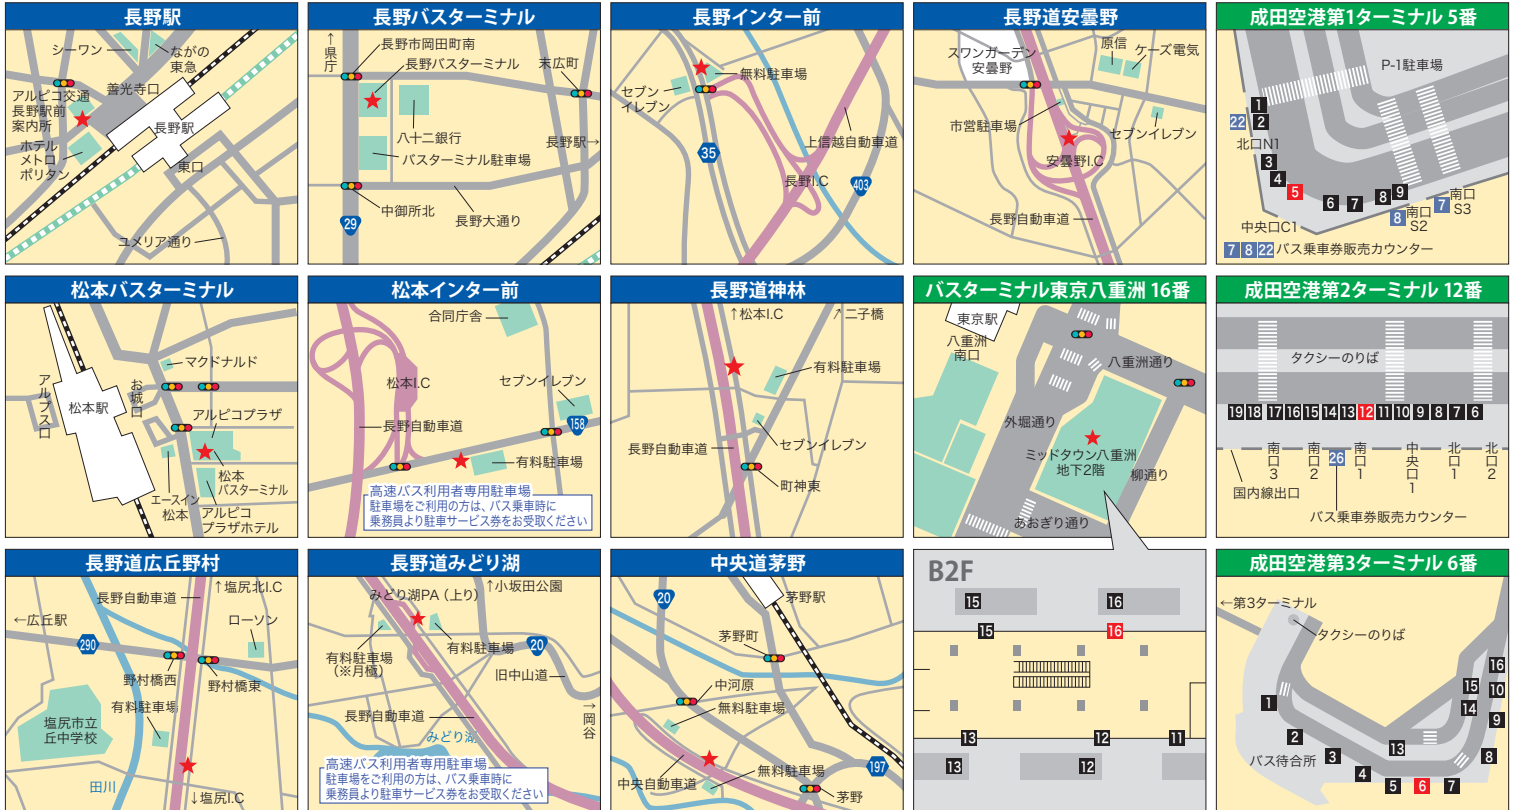 長野駅
シーワン
ながの
東急
善光寺口
アルピコ交通
長野駅前
案内所
長野駅
ホテル
メトロ
ポリタン
東口
ユメリア通り
長野バスターミナル
↑県庁
長野市岡田町南
長野バスターミナル
末広町
八十二銀行
長野駅→
バスターミナル駐車場
中御所北
長野大通り
29
長野インター前
無料駐車場
セブン
イレブン
上信越自動車道
35
長野I.C
403
長野道安曇野
スワンガーデン
安曇野
原信
ケーズ電気
市営駐車場
セブンイレブン
安曇野I.C
長野自動車道
成田空港第1ターミナル 5番
P-1駐車場
1
22
2
北口N1
3
4
5
6
7
8
9
7
南口
S3
8
南口
S2
中央口C1
7 8 22 バス乗車券販売カウンター
松本バスターミナル
マクドナルド
アルプス口
松本駅
お城口
アルピコプラザ
エースイン
松本
松本
バスターミナル
アルピコ
プラザホテル
松本インター前
合同庁舎
松本I.C
セブンイレブン
長野自動車道
158
有料駐車場
高速バス利用者専用駐車場
駐車場をご利用の方は、バス乗車時に
乗務員より駐車サービス券をお受取ください
長野道神林
↑松本I.C
↗二子橋
有料駐車場
長野自動車道
セブンイレブン
町神東
バスターミナル東京八重洲 16番
東京駅
八重洲
南口
八重洲通り
外堀通り
ミッドタウン八重洲
地下2階
柳通り
あおぎり通り
成田空港第2ターミナル 12番
タクシーのりば
19 18 17 16 15 14 13 12 11 10 9 8 7 6
南口3
南口2
26
南口1
中央口1
北口1
北口2
国内線出口
バス乗車券販売カウンター
長野道広丘野村
長野自動車道
↑塩尻北I.C
←広丘駅
ローソン
290
野村橋西
野村橋東
有料駐車場
塩尻市立
丘中学校
田川
↓塩尻I.C
長野道みどり湖
↑小坂田公園
みどり湖PA（上り）
有料駐車場
20
有料駐車場
（※月極）
旧中山道
長野自動車道
→岡谷
みどり湖
高速バス利用者専用駐車場
駐車場をご利用の方は、バス乗車時に
乗務員より駐車サービス券をお受取ください
中央道茅野
20
茅野駅
茅野町
中河原
無料駐車場
中央自動車道
無料駐車場
197
茅野
B2F
15
16
15
16
13
12
11
13
12
成田空港第3ターミナル 6番
←第3ターミナル
タクシーのりば
16
15
10
14
9
1
2
13
8
バス待合所
3
4
5
6
7